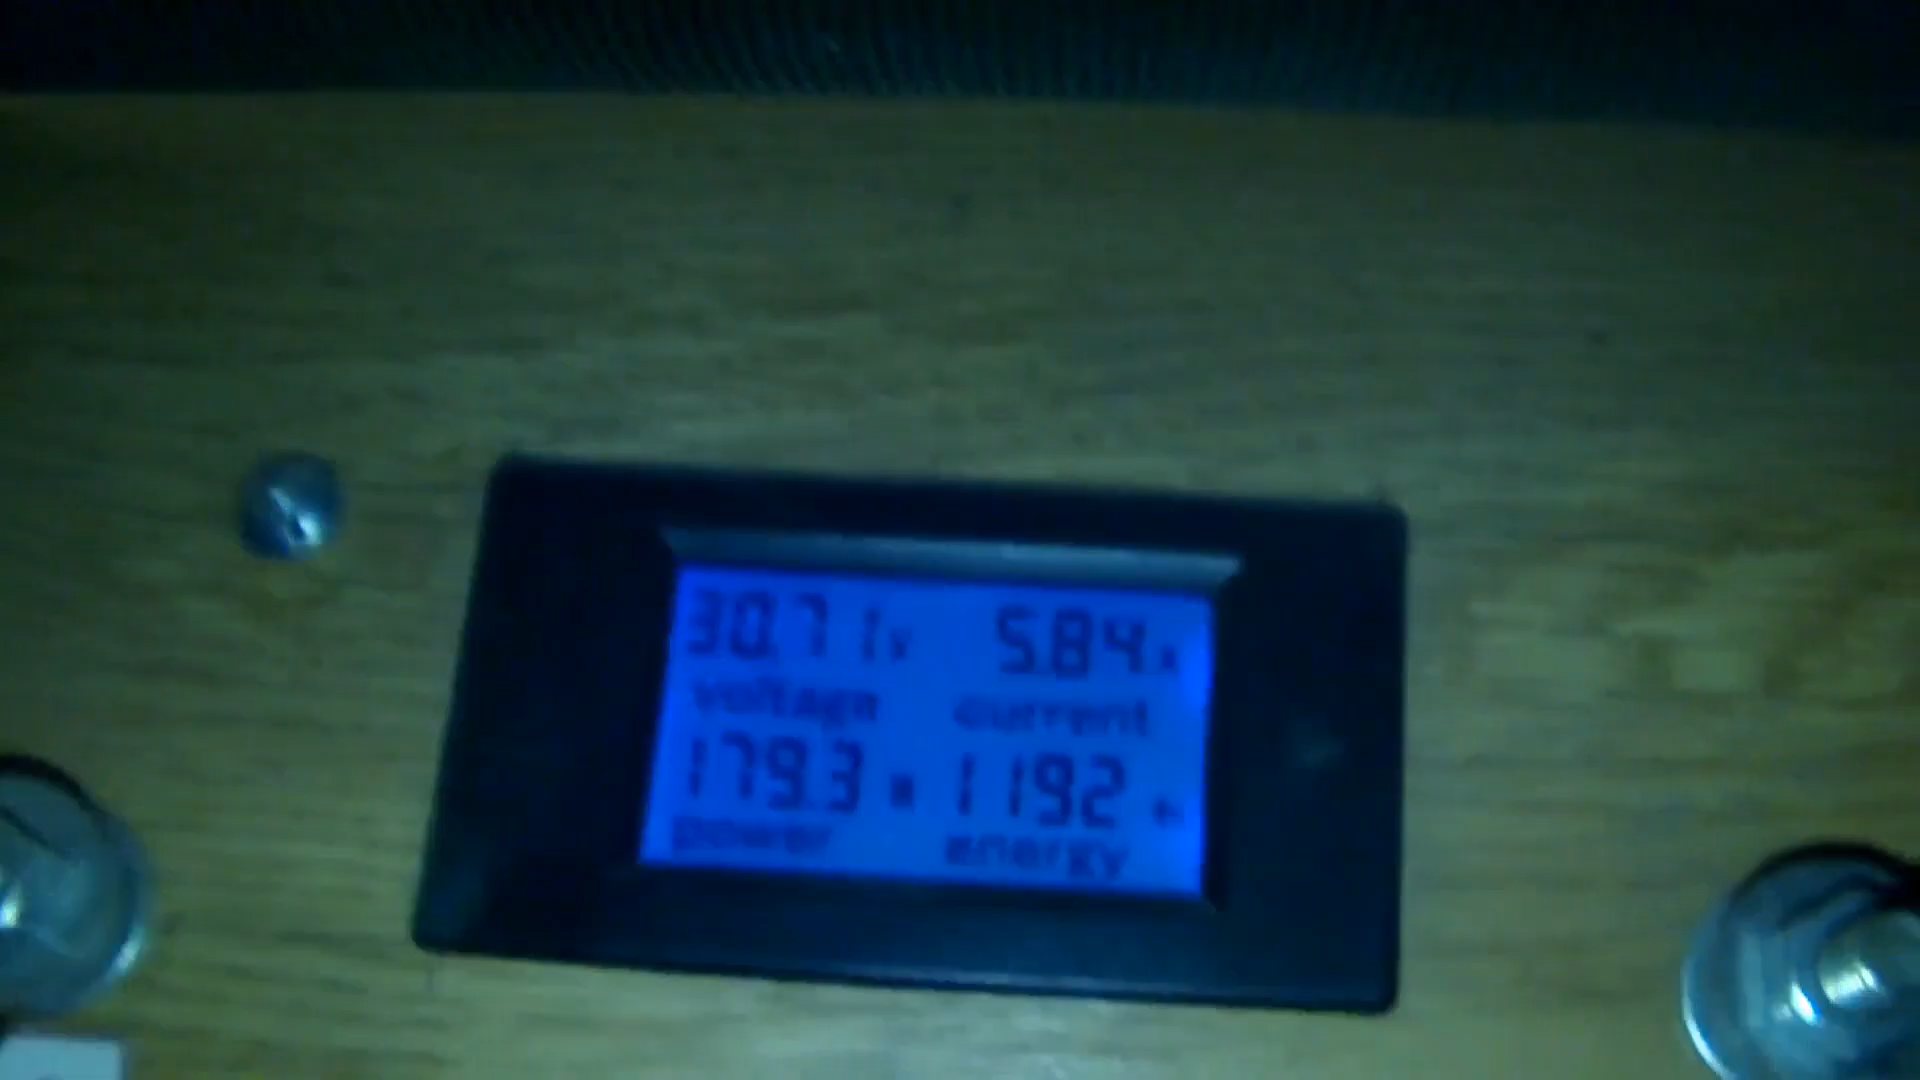 30.71V 5.84A
voltage current
179.3W 1192Wh
power energy